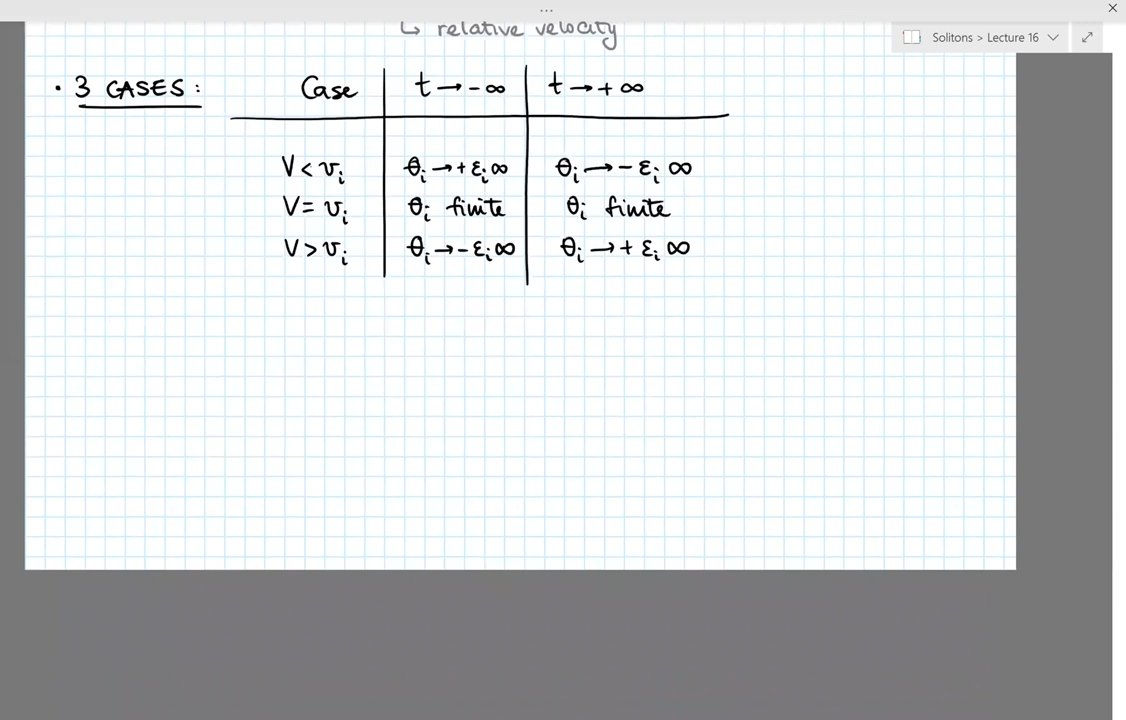 ...
Solitons > Lecture 16
↳ relative velocity
• 3 CASES: Case | t → -∞ | t → +∞
V < v_i | θ_i → + ε_i ∞ | θ_i → - ε_i ∞
V = v_i | θ_i finite | θ_i finite
V > v_i | θ_i → - ε_i ∞ | θ_i → + ε_i ∞